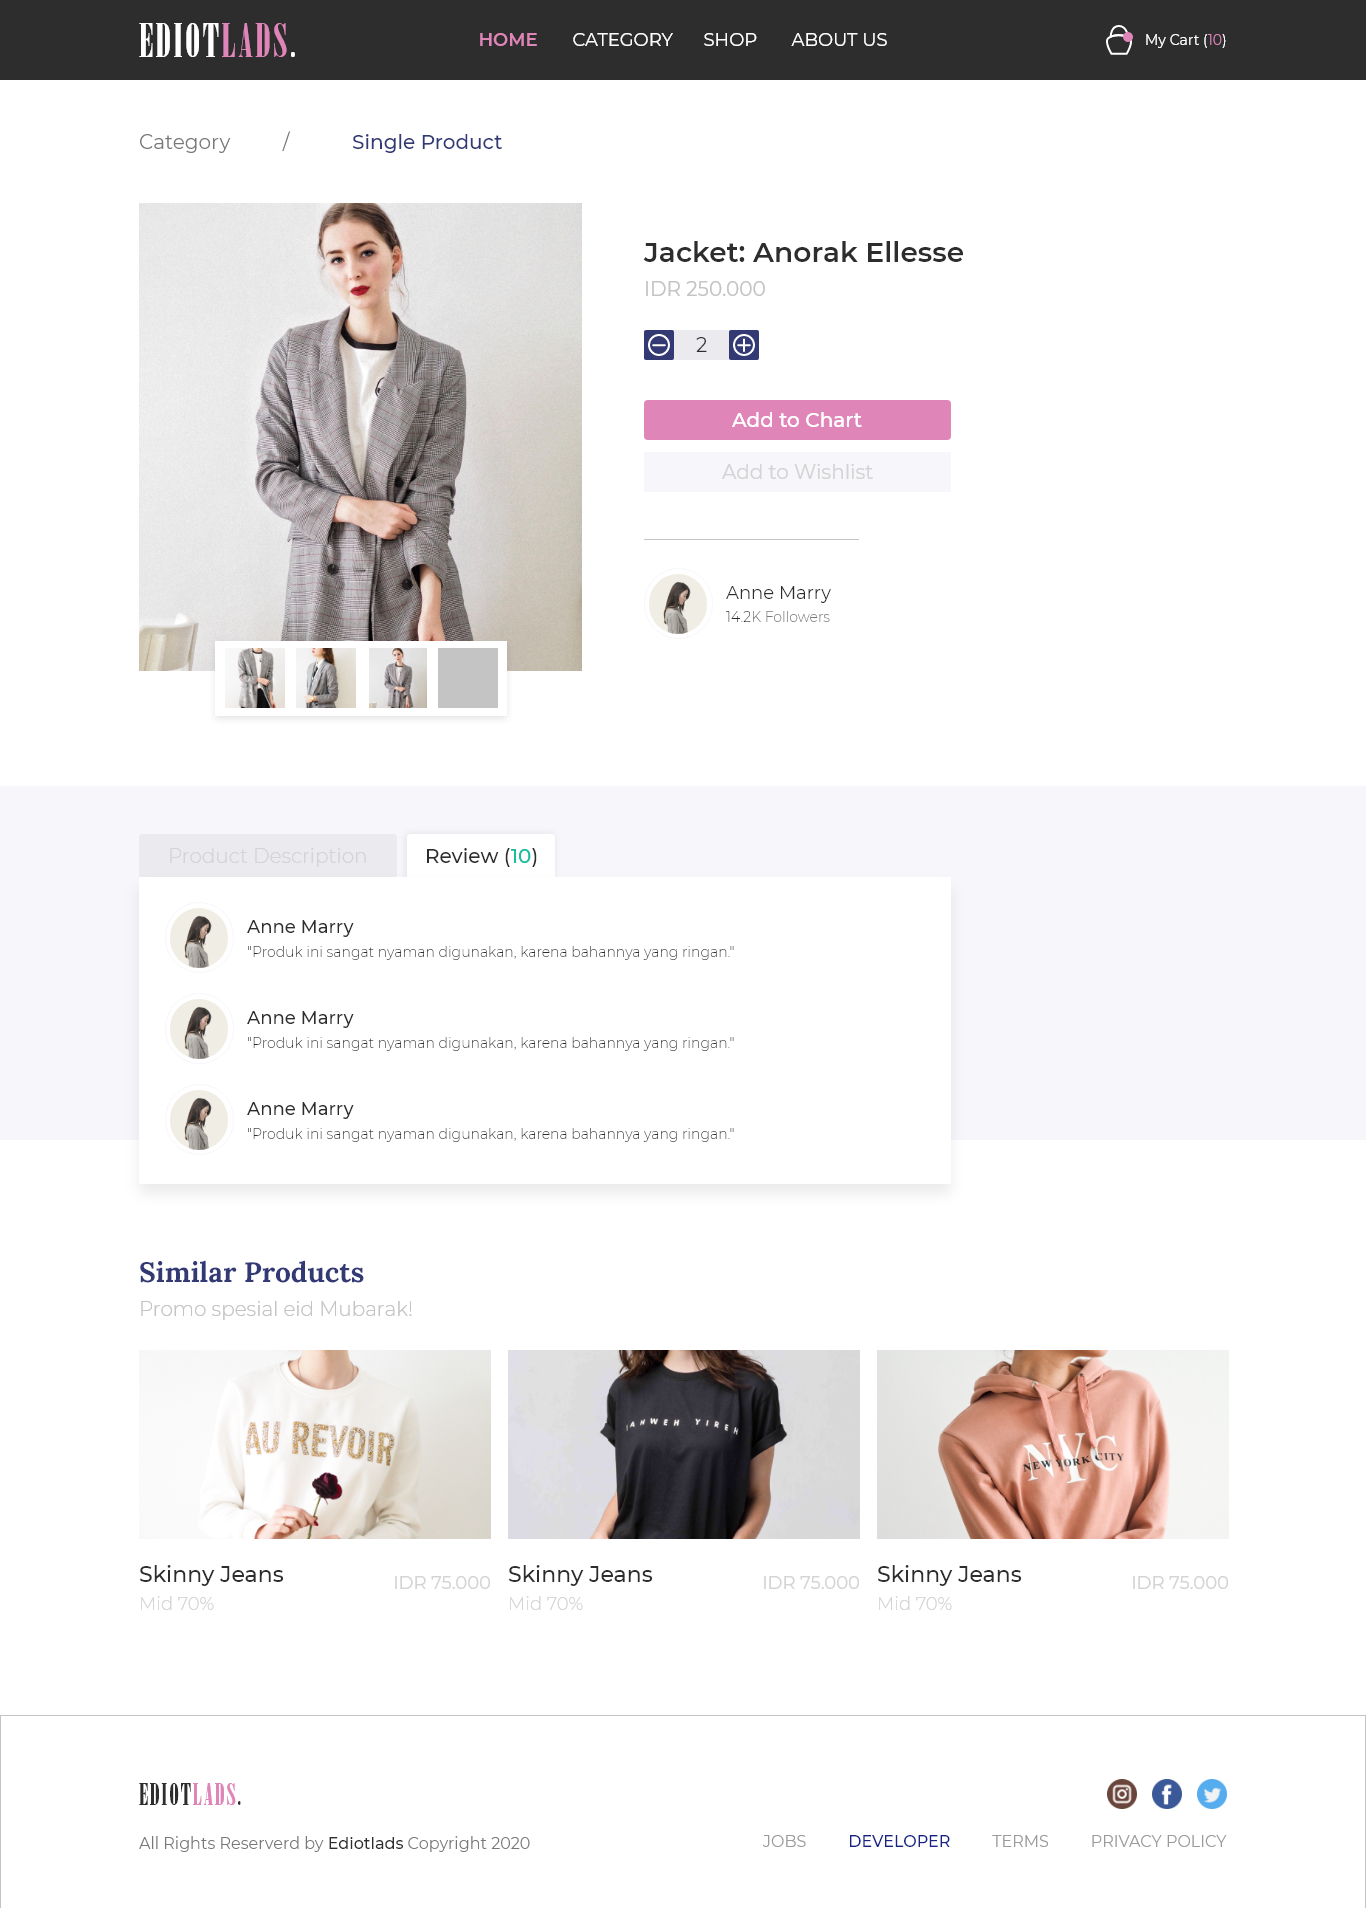 EDIOTLADS.
HOME CATEGORY SHOP ABOUT US
My Cart (10)
Category / Single Product
Jacket: Anorak Ellesse
IDR 250.000
2
Add to Chart
Add to Wishlist
Anne Marry
14.2K Followers
Product Description
Review (10)
Anne Marry
"Produk ini sangat nyaman digunakan, karena bahannya yang ringan."
Anne Marry
"Produk ini sangat nyaman digunakan, karena bahannya yang ringan."
Anne Marry
"Produk ini sangat nyaman digunakan, karena bahannya yang ringan."
Similar Products
Promo spesial eid Mubarak!
AU REVOIR
YAHWEH YIREH
NYC
NEW YORK CITY
Skinny Jeans
IDR 75.000
Mid 70%
Skinny Jeans
IDR 75.000
Mid 70%
Skinny Jeans
IDR 75.000
Mid 70%
EDIOTLADS.
All Rights Reserverd by Ediotlads Copyright 2020
JOBS DEVELOPER TERMS PRIVACY POLICY